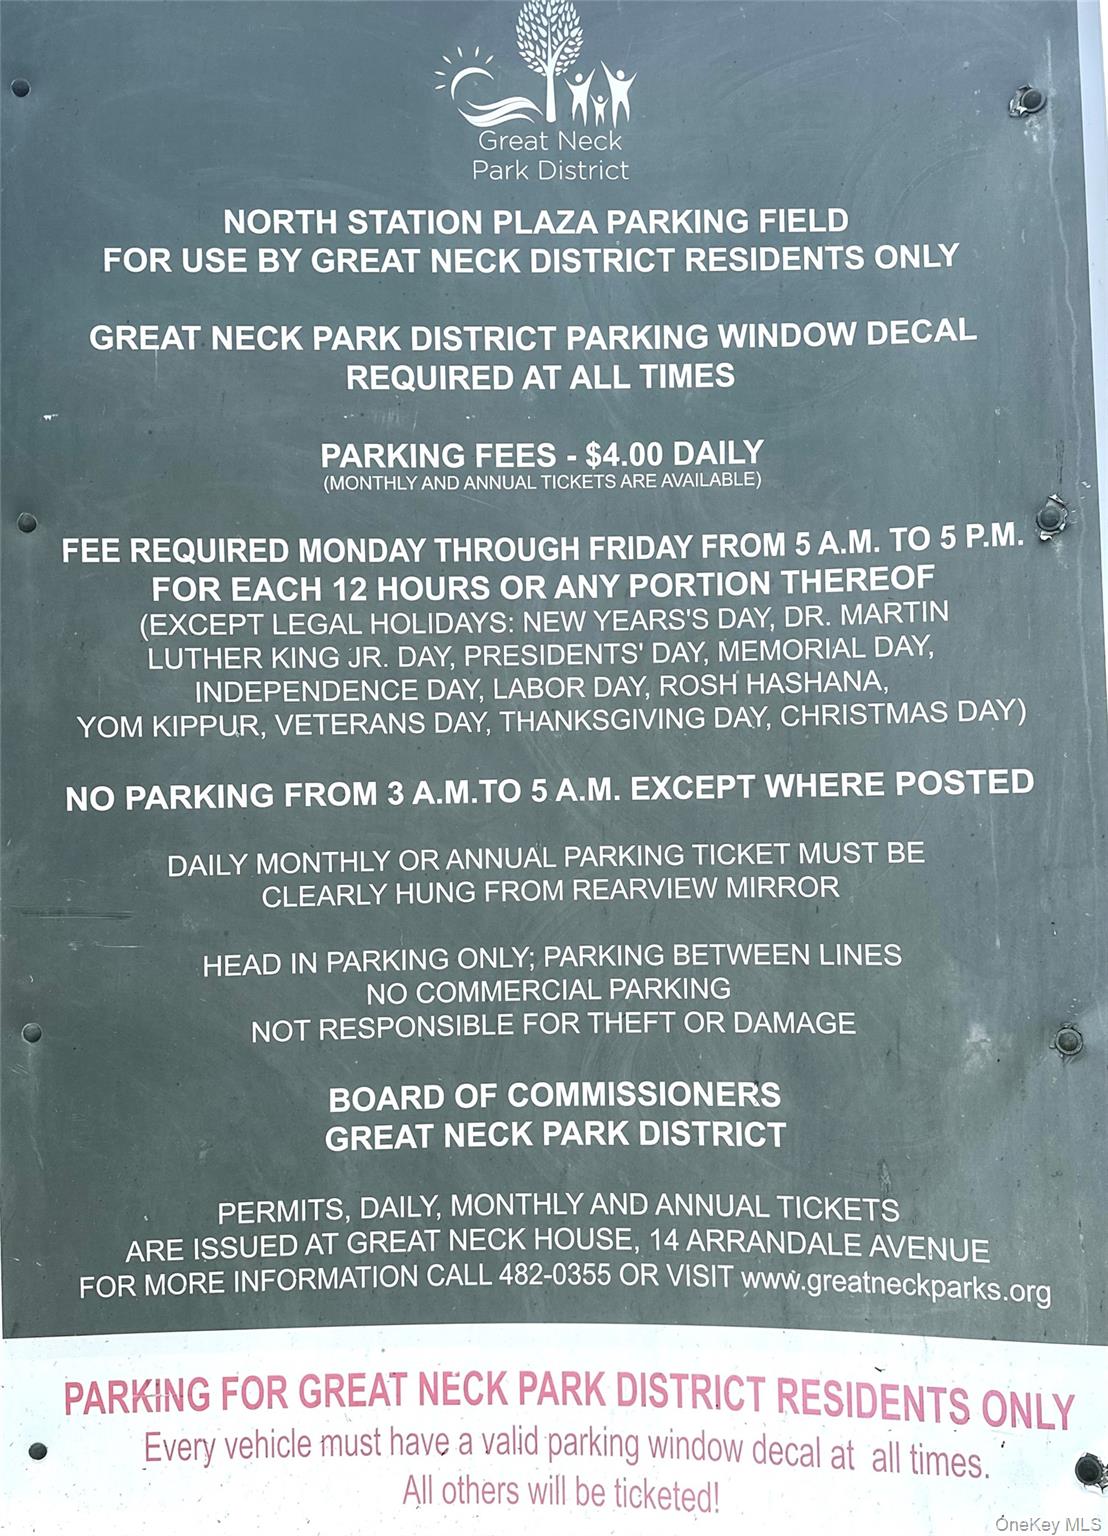 Great Neck
Park District
NORTH STATION PLAZA PARKING FIELD
FOR USE BY GREAT NECK DISTRICT RESIDENTS ONLY
GREAT NECK PARK DISTRICT PARKING WINDOW DECAL
REQUIRED AT ALL TIMES
PARKING FEES - $4.00 DAILY
(MONTHLY AND ANNUAL TICKETS ARE AVAILABLE)
FEE REQUIRED MONDAY THROUGH FRIDAY FROM 5 A.M. TO 5 P.M.
FOR EACH 12 HOURS OR ANY PORTION THEREOF
(EXCEPT LEGAL HOLIDAYS: NEW YEARS'S DAY, DR. MARTIN
LUTHER KING JR. DAY, PRESIDENTS' DAY, MEMORIAL DAY,
INDEPENDENCE DAY, LABOR DAY, ROSH HASHANA,
YOM KIPPUR, VETERANS DAY, THANKSGIVING DAY, CHRISTMAS DAY)
NO PARKING FROM 3 A.M.TO 5 A.M. EXCEPT WHERE POSTED
DAILY MONTHLY OR ANNUAL PARKING TICKET MUST BE
CLEARLY HUNG FROM REARVIEW MIRROR
HEAD IN PARKING ONLY; PARKING BETWEEN LINES
NO COMMERCIAL PARKING
NOT RESPONSIBLE FOR THEFT OR DAMAGE
BOARD OF COMMISSIONERS
GREAT NECK PARK DISTRICT
PERMITS, DAILY, MONTHLY AND ANNUAL TICKETS
ARE ISSUED AT GREAT NECK HOUSE, 14 ARRANDALE AVENUE
FOR MORE INFORMATION CALL 482-0355 OR VISIT www.greatneckparks.org
PARKING FOR GREAT NECK PARK DISTRICT RESIDENTS ONLY
Every vehicle must have a valid parking window decal at all times.
All others will be ticketed!
OneKey MLS